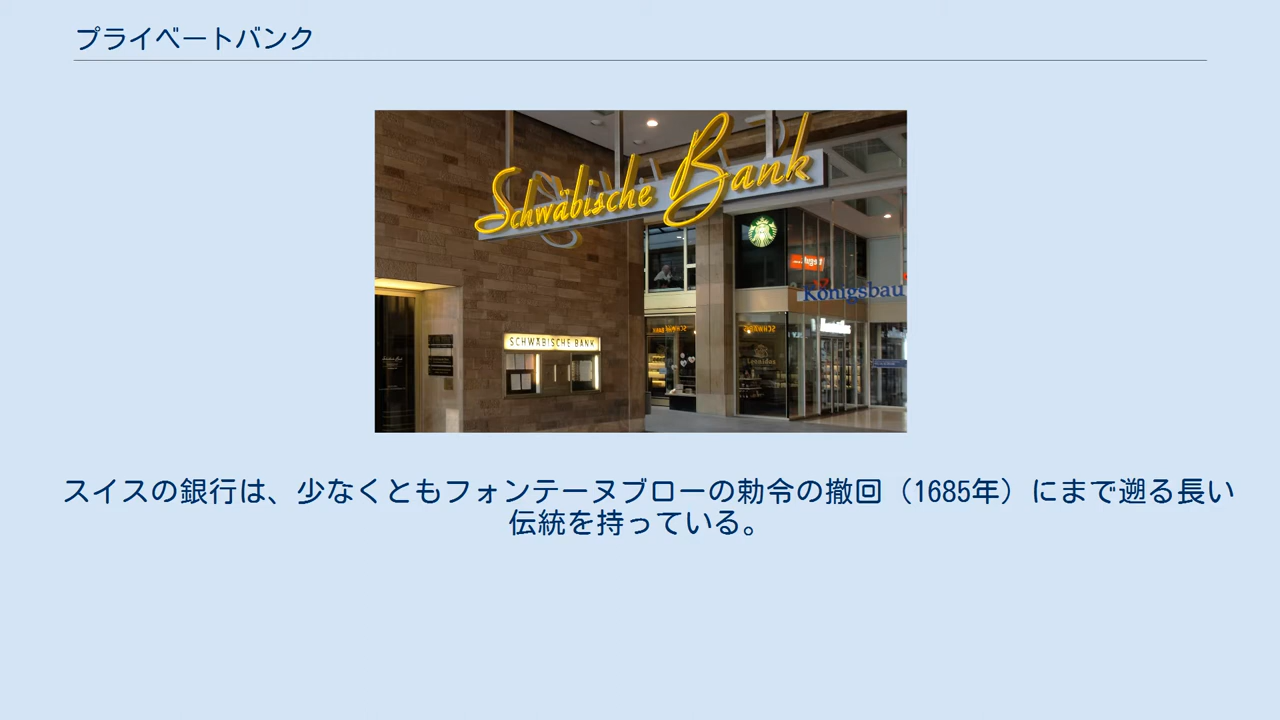 プライベートバンク
Schwäbische Bank
Königsbau
SCHWÄBISCHE BANK
Leonidas
スイスの銀行は、少なくともフォンテーヌブローの勅令の撤回（1685年）にまで遡る長い
伝統を持っている。